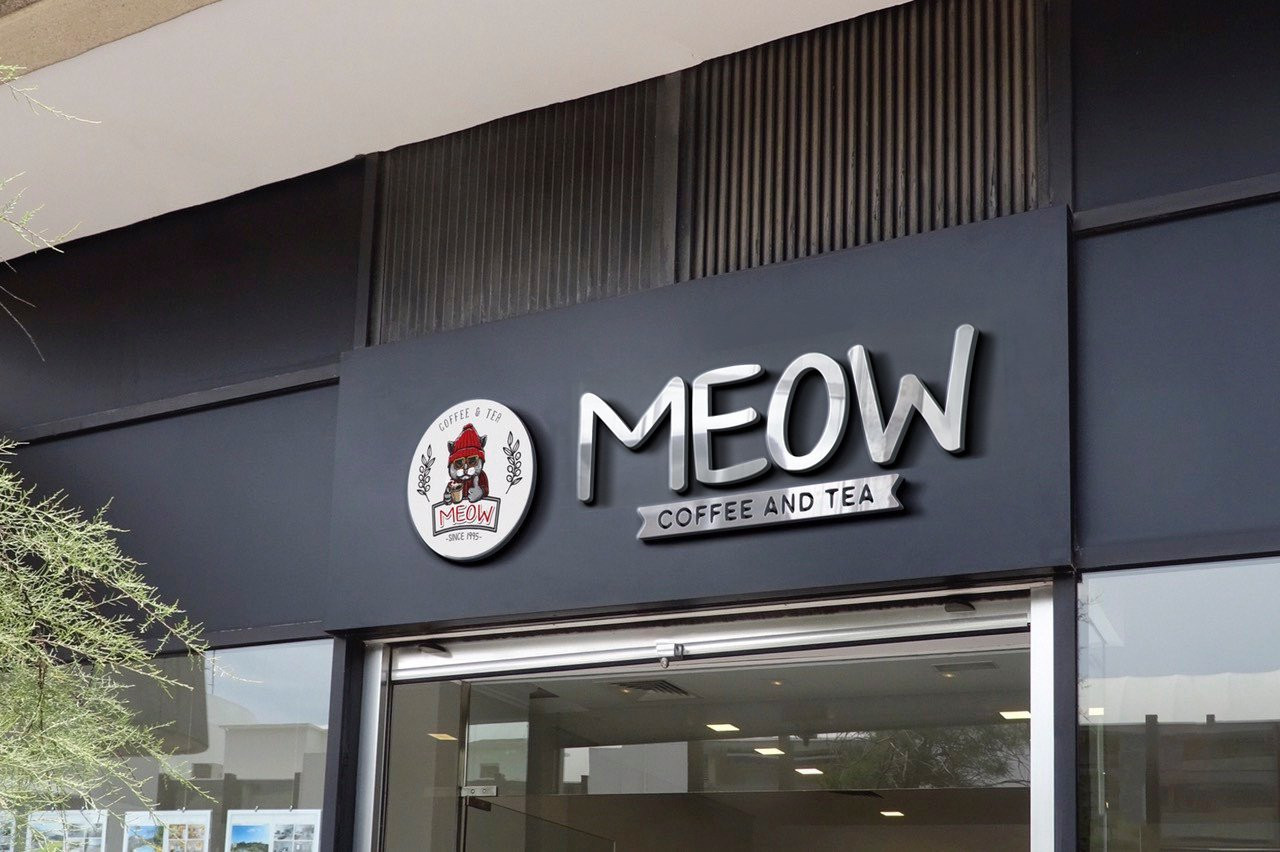 COFFEE & TEA
MEOW
-SINCE 1995-
MEOW
COFFEE AND TEA